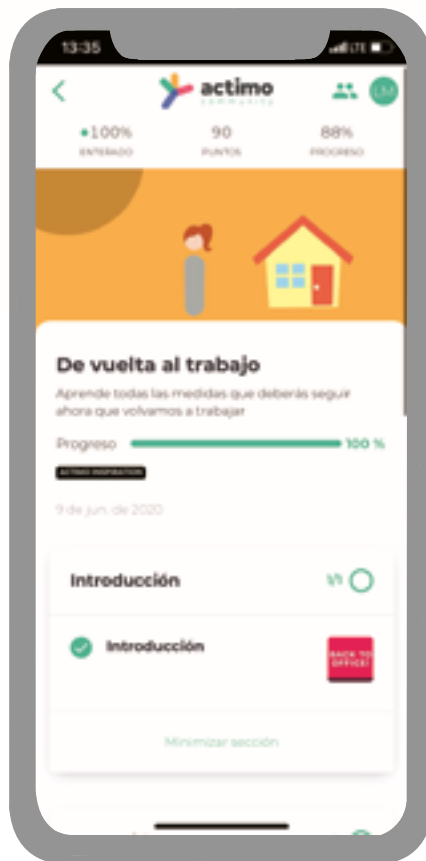 13:35
LTE
actimo
community
100%
90
88%
ENTERADO
PUNTOS
PROGRESO
De vuelta al trabajo
Aprende todas las medidas que deberás seguir
ahora que volvamos a trabajar
Progreso
100 %
ACTIMO INSPIRATION
9 de jun. de 2020
Introducción
1/1
Introducción
BACK TO
OFFICE!
Minimizar sección